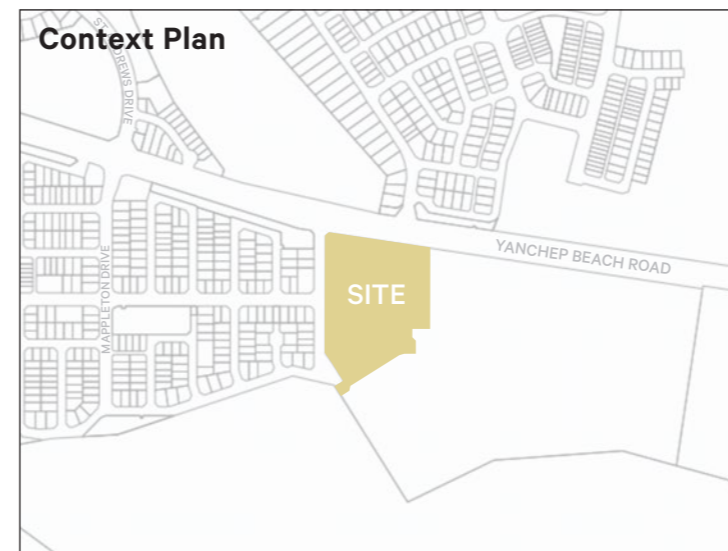 Context Plan
ST ANDREWS DRIVE
YANCHEP BEACH ROAD
SITE
MAPPLETON DRIVE